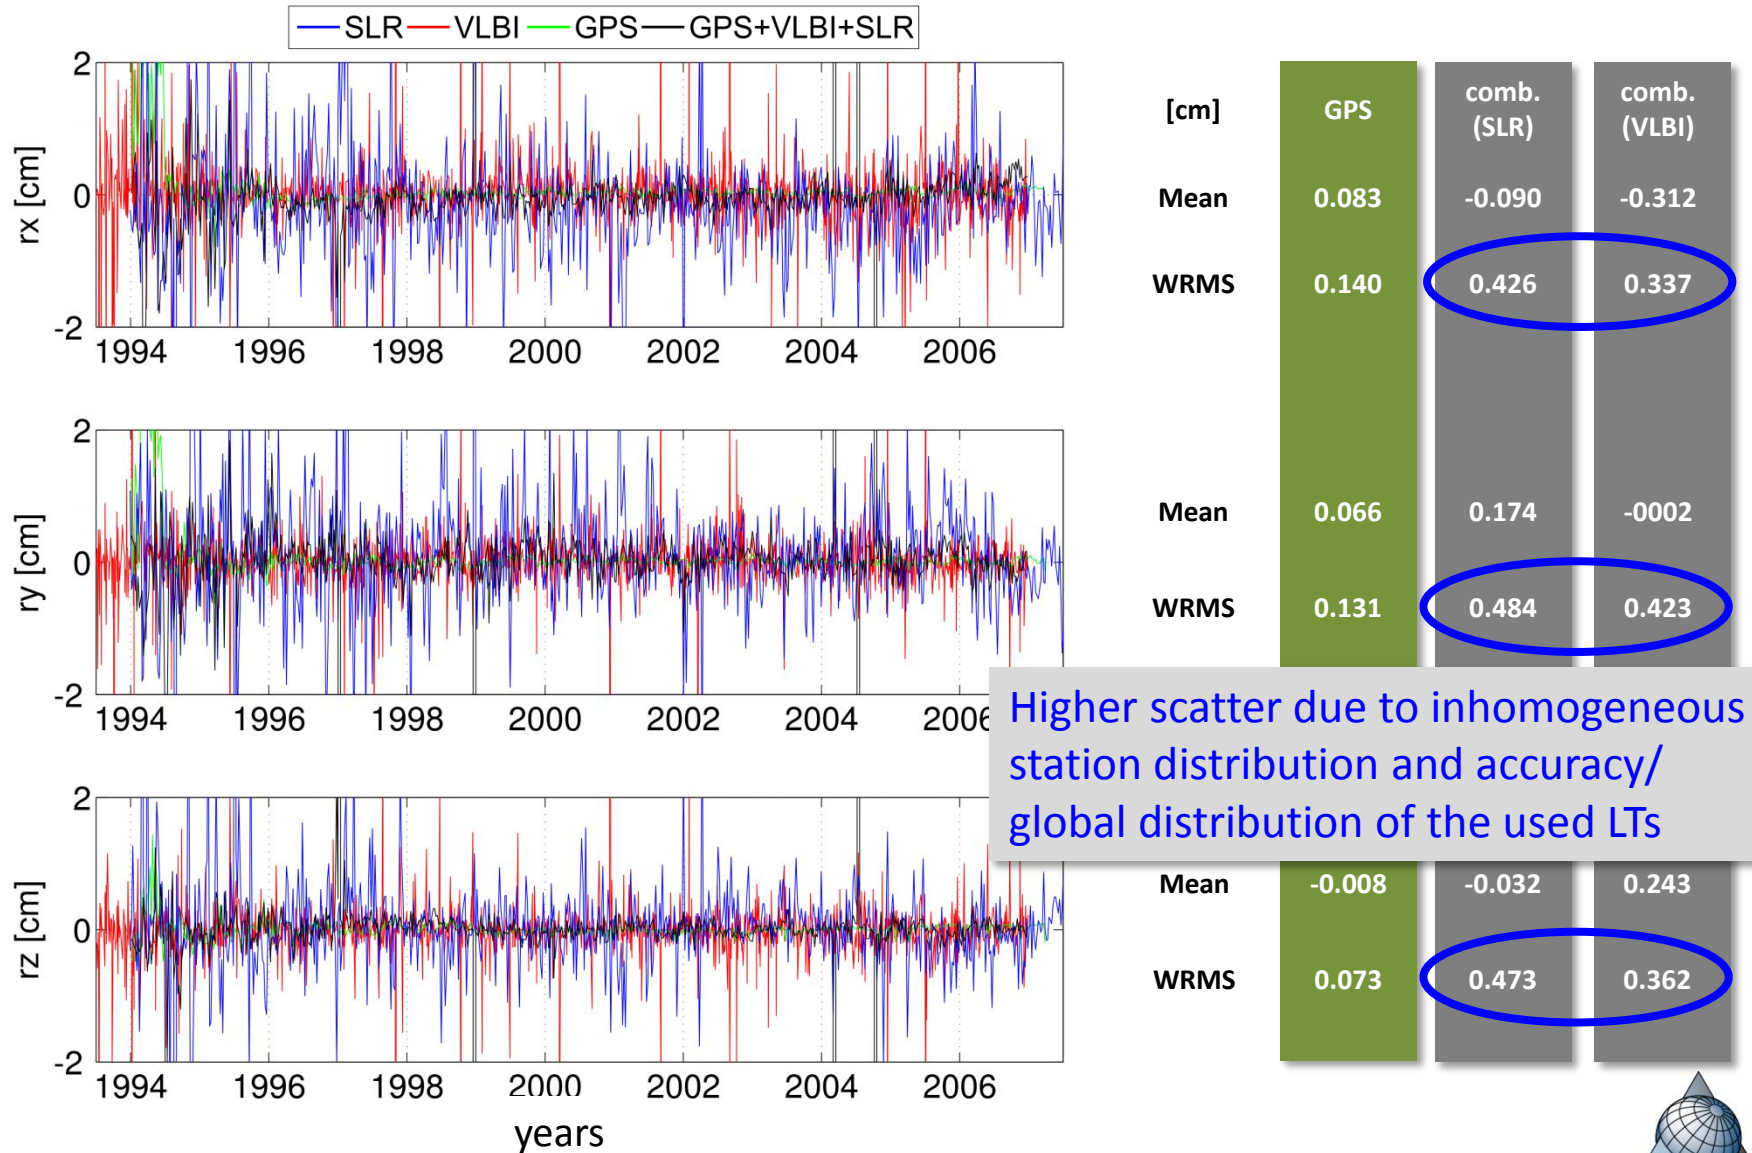 SLR VLBI GPS GPS+VLBI+SLR
2
0
-2
rx [cm]
1994 1996 1998 2000 2002 2004 2006
2
0
-2
ry [cm]
1994 1996 1998 2000 2002 2004
2
0
-2
rz [cm]
1994 1996 1998 2000 2002 2004 2006
years
[cm] GPS comb. (SLR) comb. (VLBI)
Mean 0.083 -0.090 -0.312
WRMS 0.140 0.426 0.337
Mean 0.066 0.174 -0002
WRMS 0.131 0.484 0.423
Higher scatter due to inhomogeneous
station distribution and accuracy/
global distribution of the used LTs
Mean -0.008 -0.032 0.243
WRMS 0.073 0.473 0.362